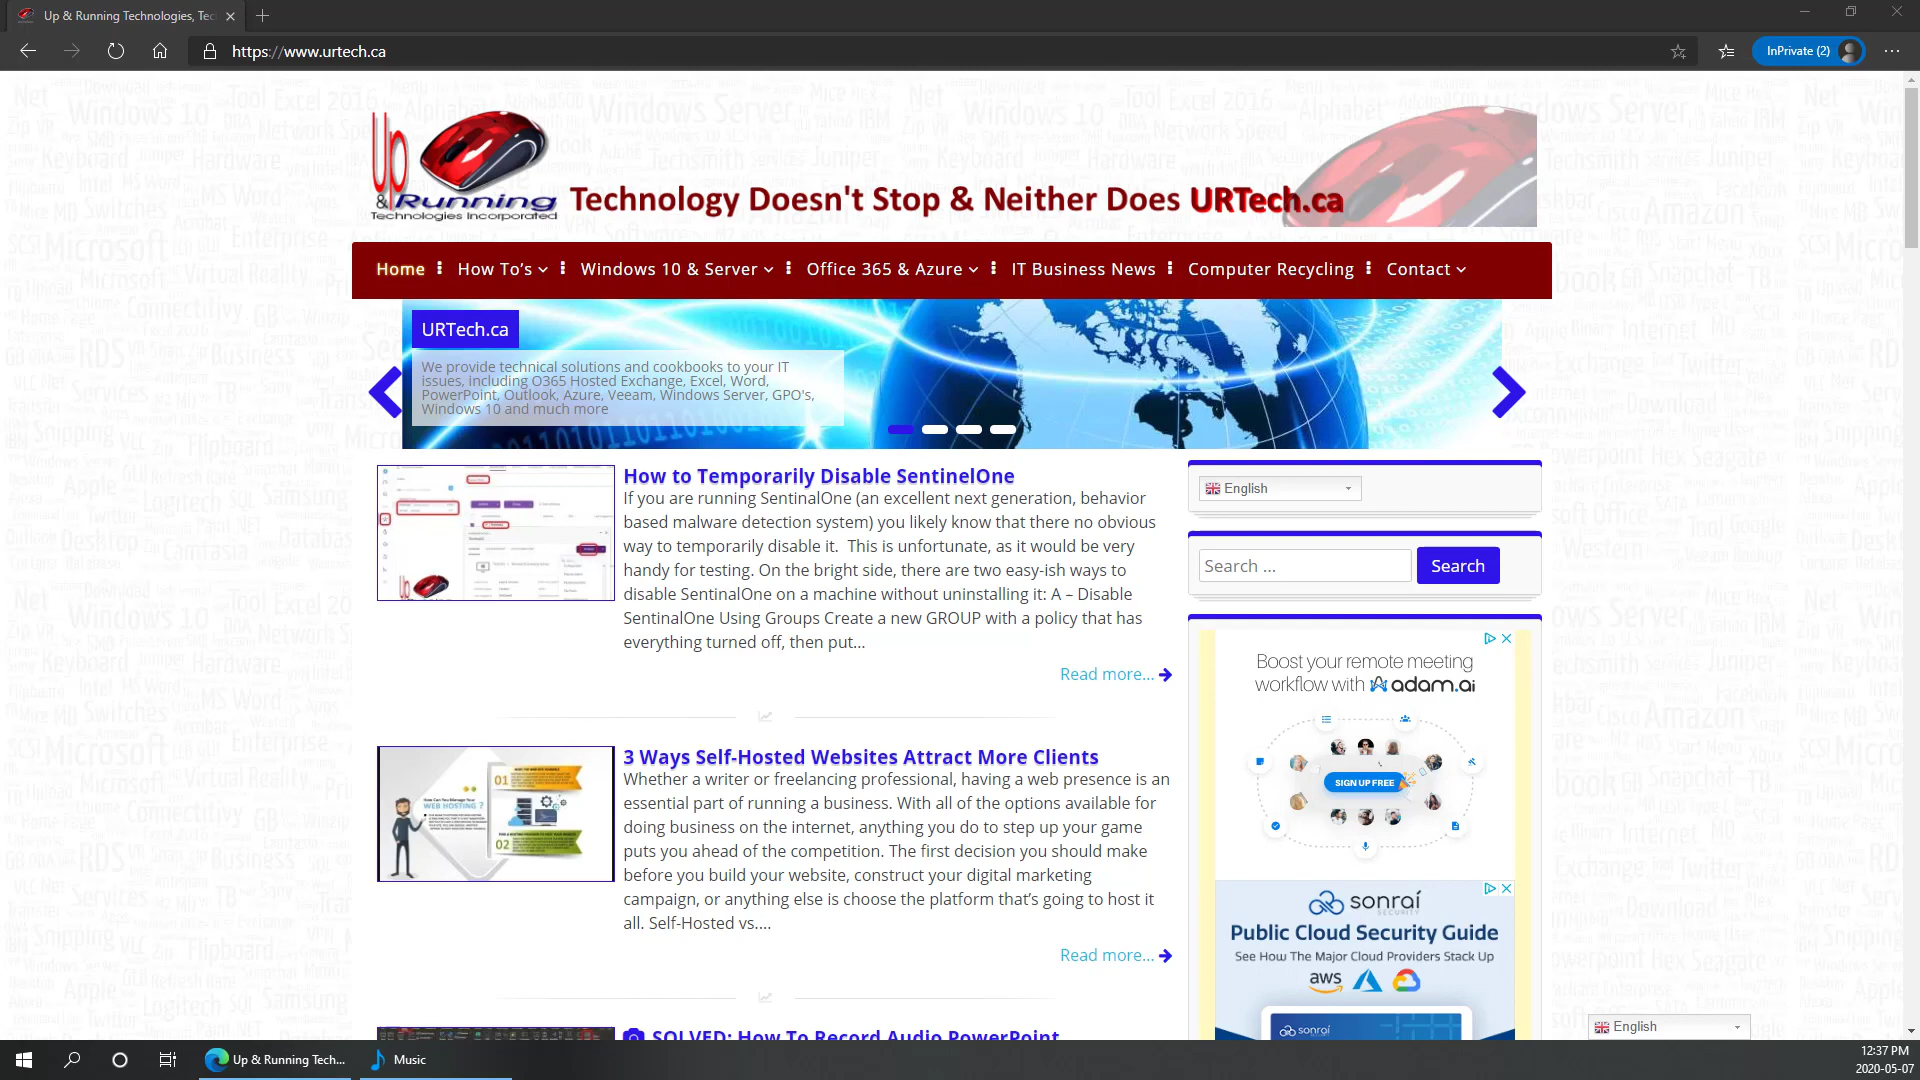 Up & Running Technologies, Tec
https://www.urtech.ca
InPrivate (2)
Up
& Running
Technologies Incorporated
Technology Doesn't Stop & Neither Does URTech.ca
Home
How To's
Windows 10 & Server
Office 365 & Azure
IT Business News
Computer Recycling
Contact
URTech.ca
We provide technical solutions and cookbooks to your IT
issues, including O365 Hosted Exchange, Excel, Word,
PowerPoint, Outlook, Azure, Veeam, Windows Server, GPO's,
Windows 10 and much more
How to Temporarily Disable SentinelOne
If you are running SentinalOne (an excellent next generation, behavior
based malware detection system) you likely know that there no obvious
way to temporarily disable it.  This is unfortunate, as it would be very
handy for testing. On the bright side, there are two easy-ish ways to
disable SentinelOne on a machine without uninstalling it: A – Disable
SentinelOne Using Groups Create a new GROUP with a policy that has
everything turned off, then put...
Read more...
3 Ways Self-Hosted Websites Attract More Clients
Whether a writer or freelancing professional, having a web presence is an
essential part of running a business. With all of the options available for
doing business on the internet, anything you do to step up your game
puts you ahead of the competition. The first decision you should make
before you build your website, construct your digital marketing
campaign, or anything else is choose the platform that's going to host it
all. Self-Hosted vs....
Read more...
WEB HOSTING ?
01
02
SOLVED: How To Record Audio PowerPoint
English
Search ...
Search
Boost your remote meeting
workflow with adam.ai
SIGN UP FREE
sonraí
SECURITY
Public Cloud Security Guide
See How The Major Cloud Providers Stack Up
aws
sonraí
English
Up & Running Tech...
Music
12:37 PM
2020-05-07